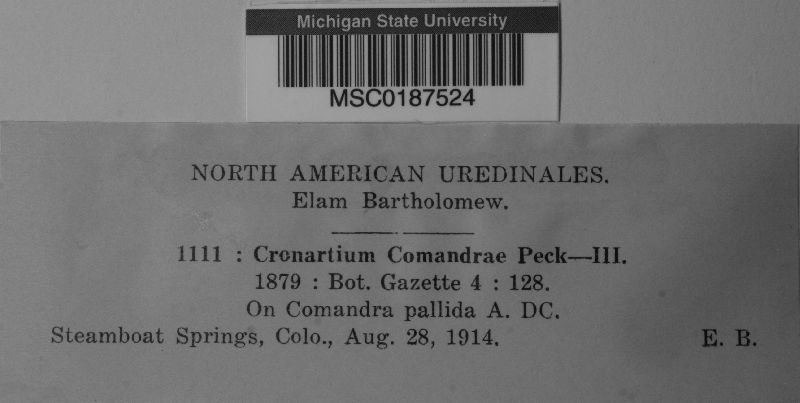 Michigan State University
MSC0187524
NORTH AMERICAN UREDINALES.
Elam Bartholomew.
1111 : Cronartium Comandrae Peck—III.
1879 : Bot. Gazette 4 : 128.
On Comandra pallida A. DC.
Steamboat Springs, Colo., Aug. 28, 1914. E. B.